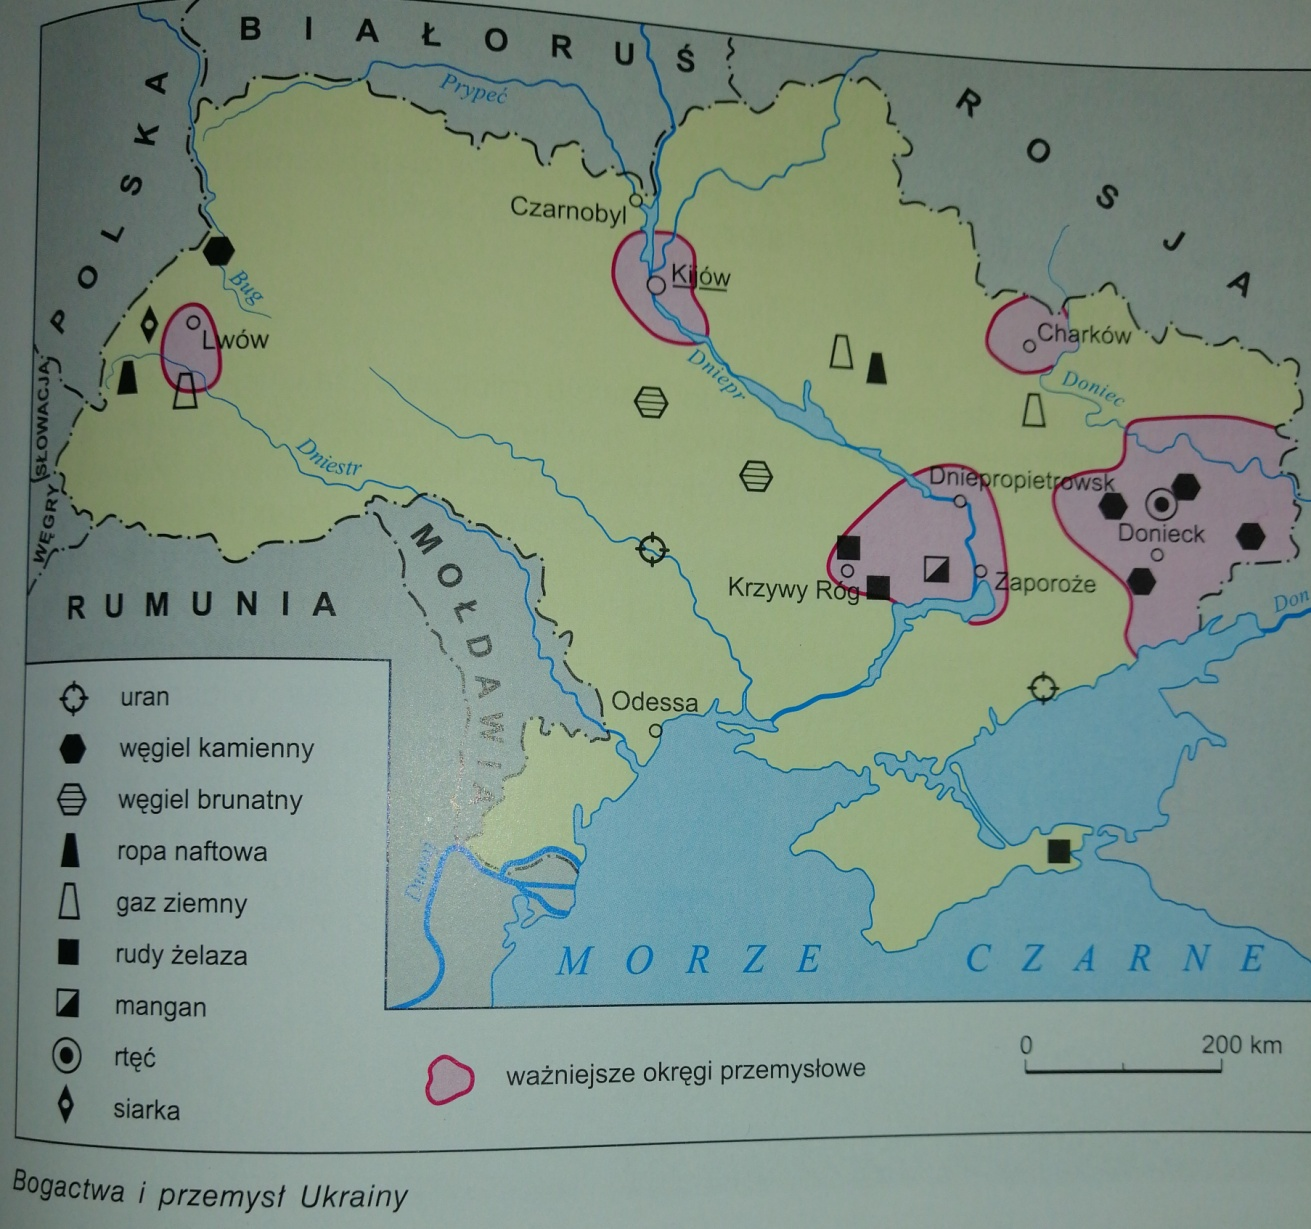 BIAŁORUŚ
POLSKA
ROSJA
Prypeć
Czarnobyl
Kijów
Bug
Lwów
Charków
Dniepr
Doniec
SŁOWACJA
WĘGRY
Dniestr
Dniepropietrowsk
Donieck
MOŁDAWIA
Krzywy Róg
Zaporoże
RUMUNIA
Don
Odessa
Dunaj
MORZE CZARNE
uran
węgiel kamienny
węgiel brunatny
ropa naftowa
gaz ziemny
rudy żelaza
mangan
rtęć
siarka
ważniejsze okręgi przemysłowe
0 200 km
Bogactwa i przemysł Ukrainy